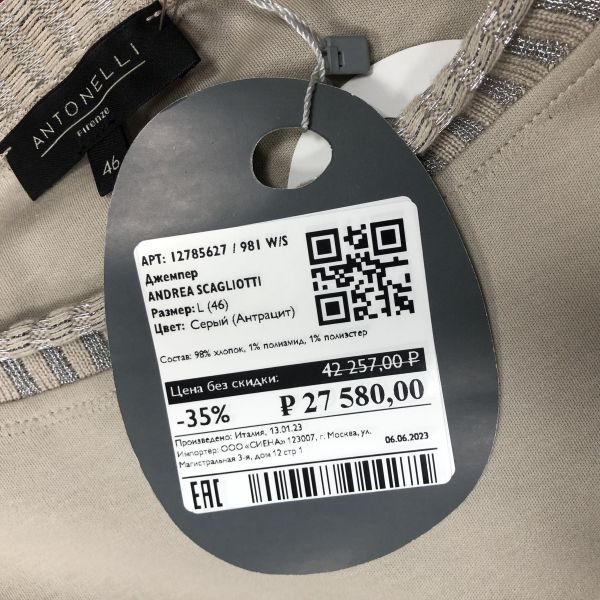 ANTONELLI
Firenze
46
АРТ: 12785627 / 981 W/S
Джемпер
ANDREA SCAGLIOTTI
Размер: L (46)
Цвет: Серый (Антрацит)
Состав: 98% хлопок, 1% полиамид, 1% полиэстер
Цена без скидки: 42 257,00 ₽
-35% ₽ 27 580,00
Произведено: Италия, 13.01.23
Импортёр: ООО «СИЕНА» 123007, г. Москва, ул.
Магистральная 3-я, дом 12 стр 1
06.06.2023
EAC